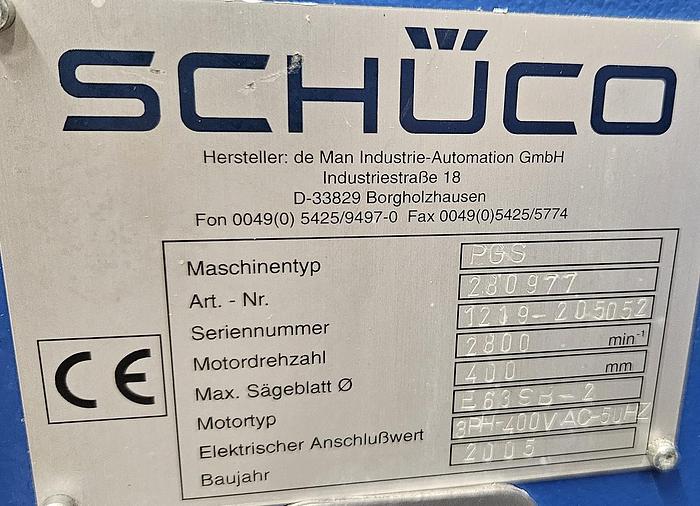 SCHÜCO
Hersteller: de Man Industrie-Automation GmbH
Industriestraße 18
D-33829 Borgholzhausen
Fon 0049(0) 5425/9497-0 Fax 0049(0)5425/5774
Maschinentyp PGS
Art. - Nr. 280977
Seriennummer 1219-205052
Motordrehzahl 2800 min-1
Max. Sägeblatt Ø 400 mm
Motortyp E63SB-2
Elektrischer Anschlußwert 3PH-400VAC-50HZ
Baujahr 2005
CE